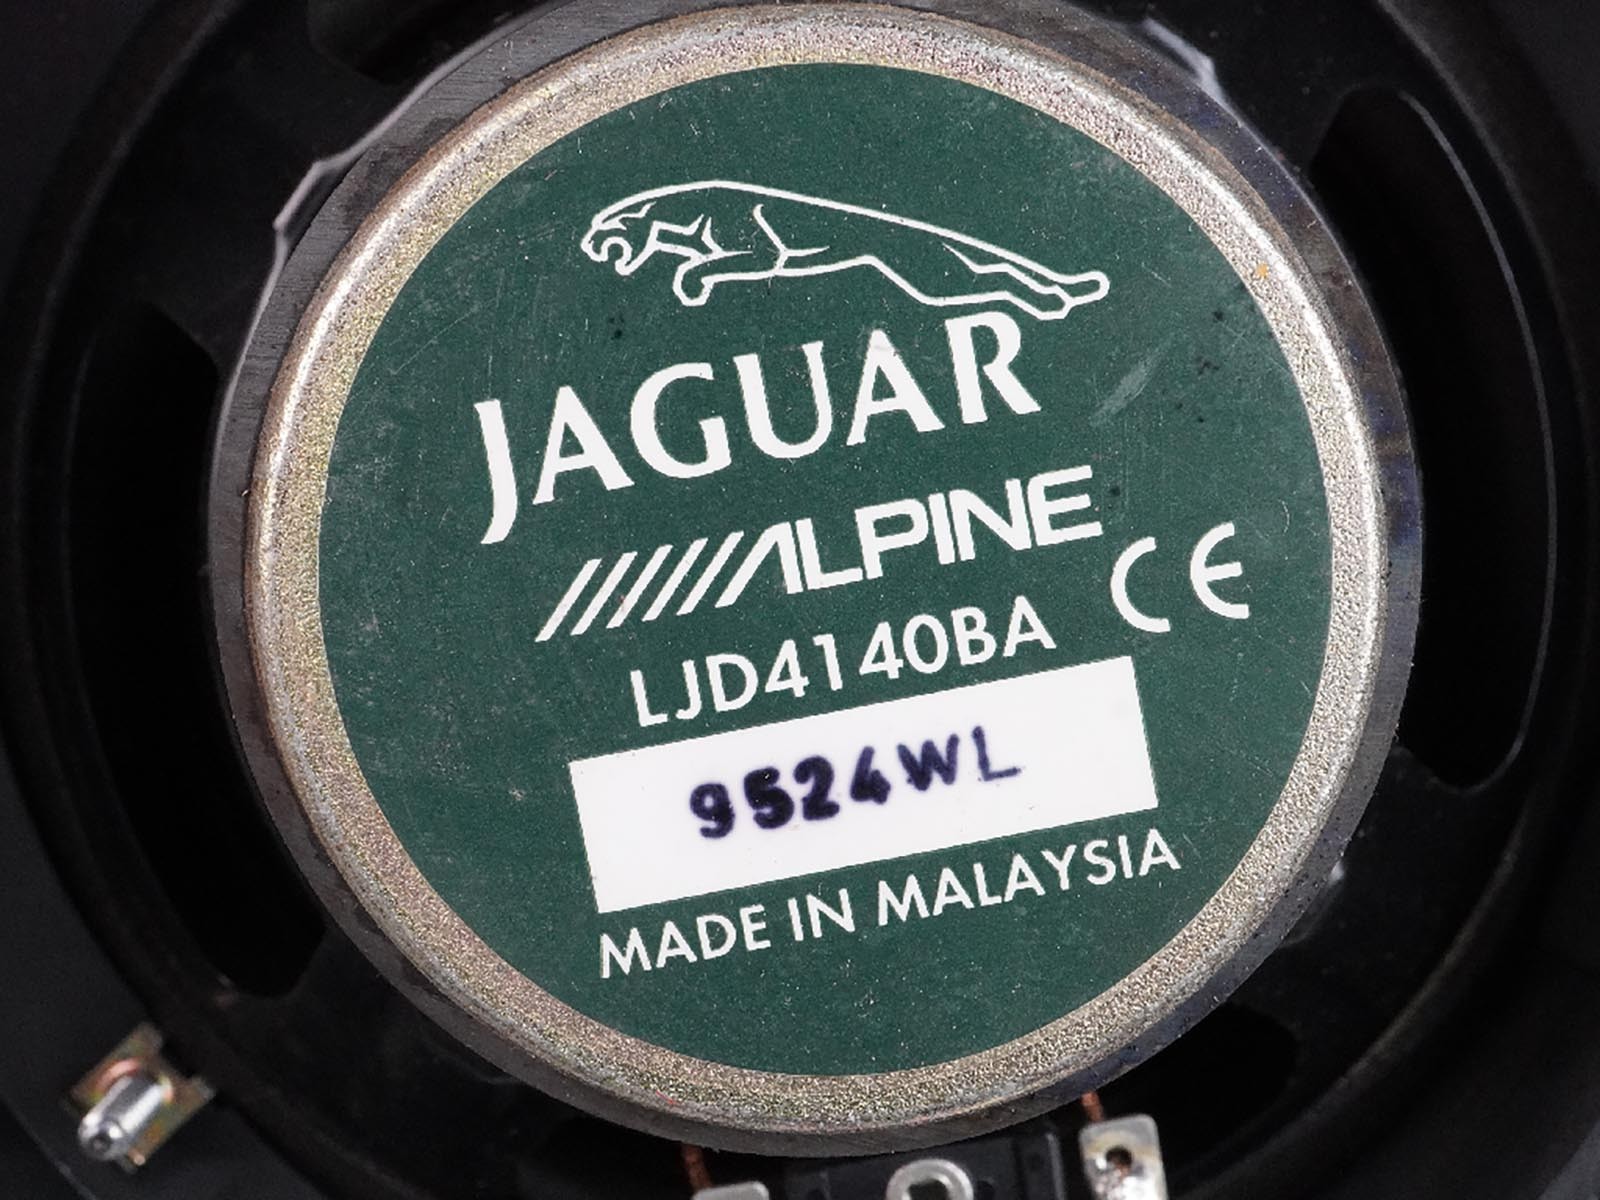 JAGUAR
ALPINE
CE
LJD4140BA
9524WL
MADE IN MALAYSIA